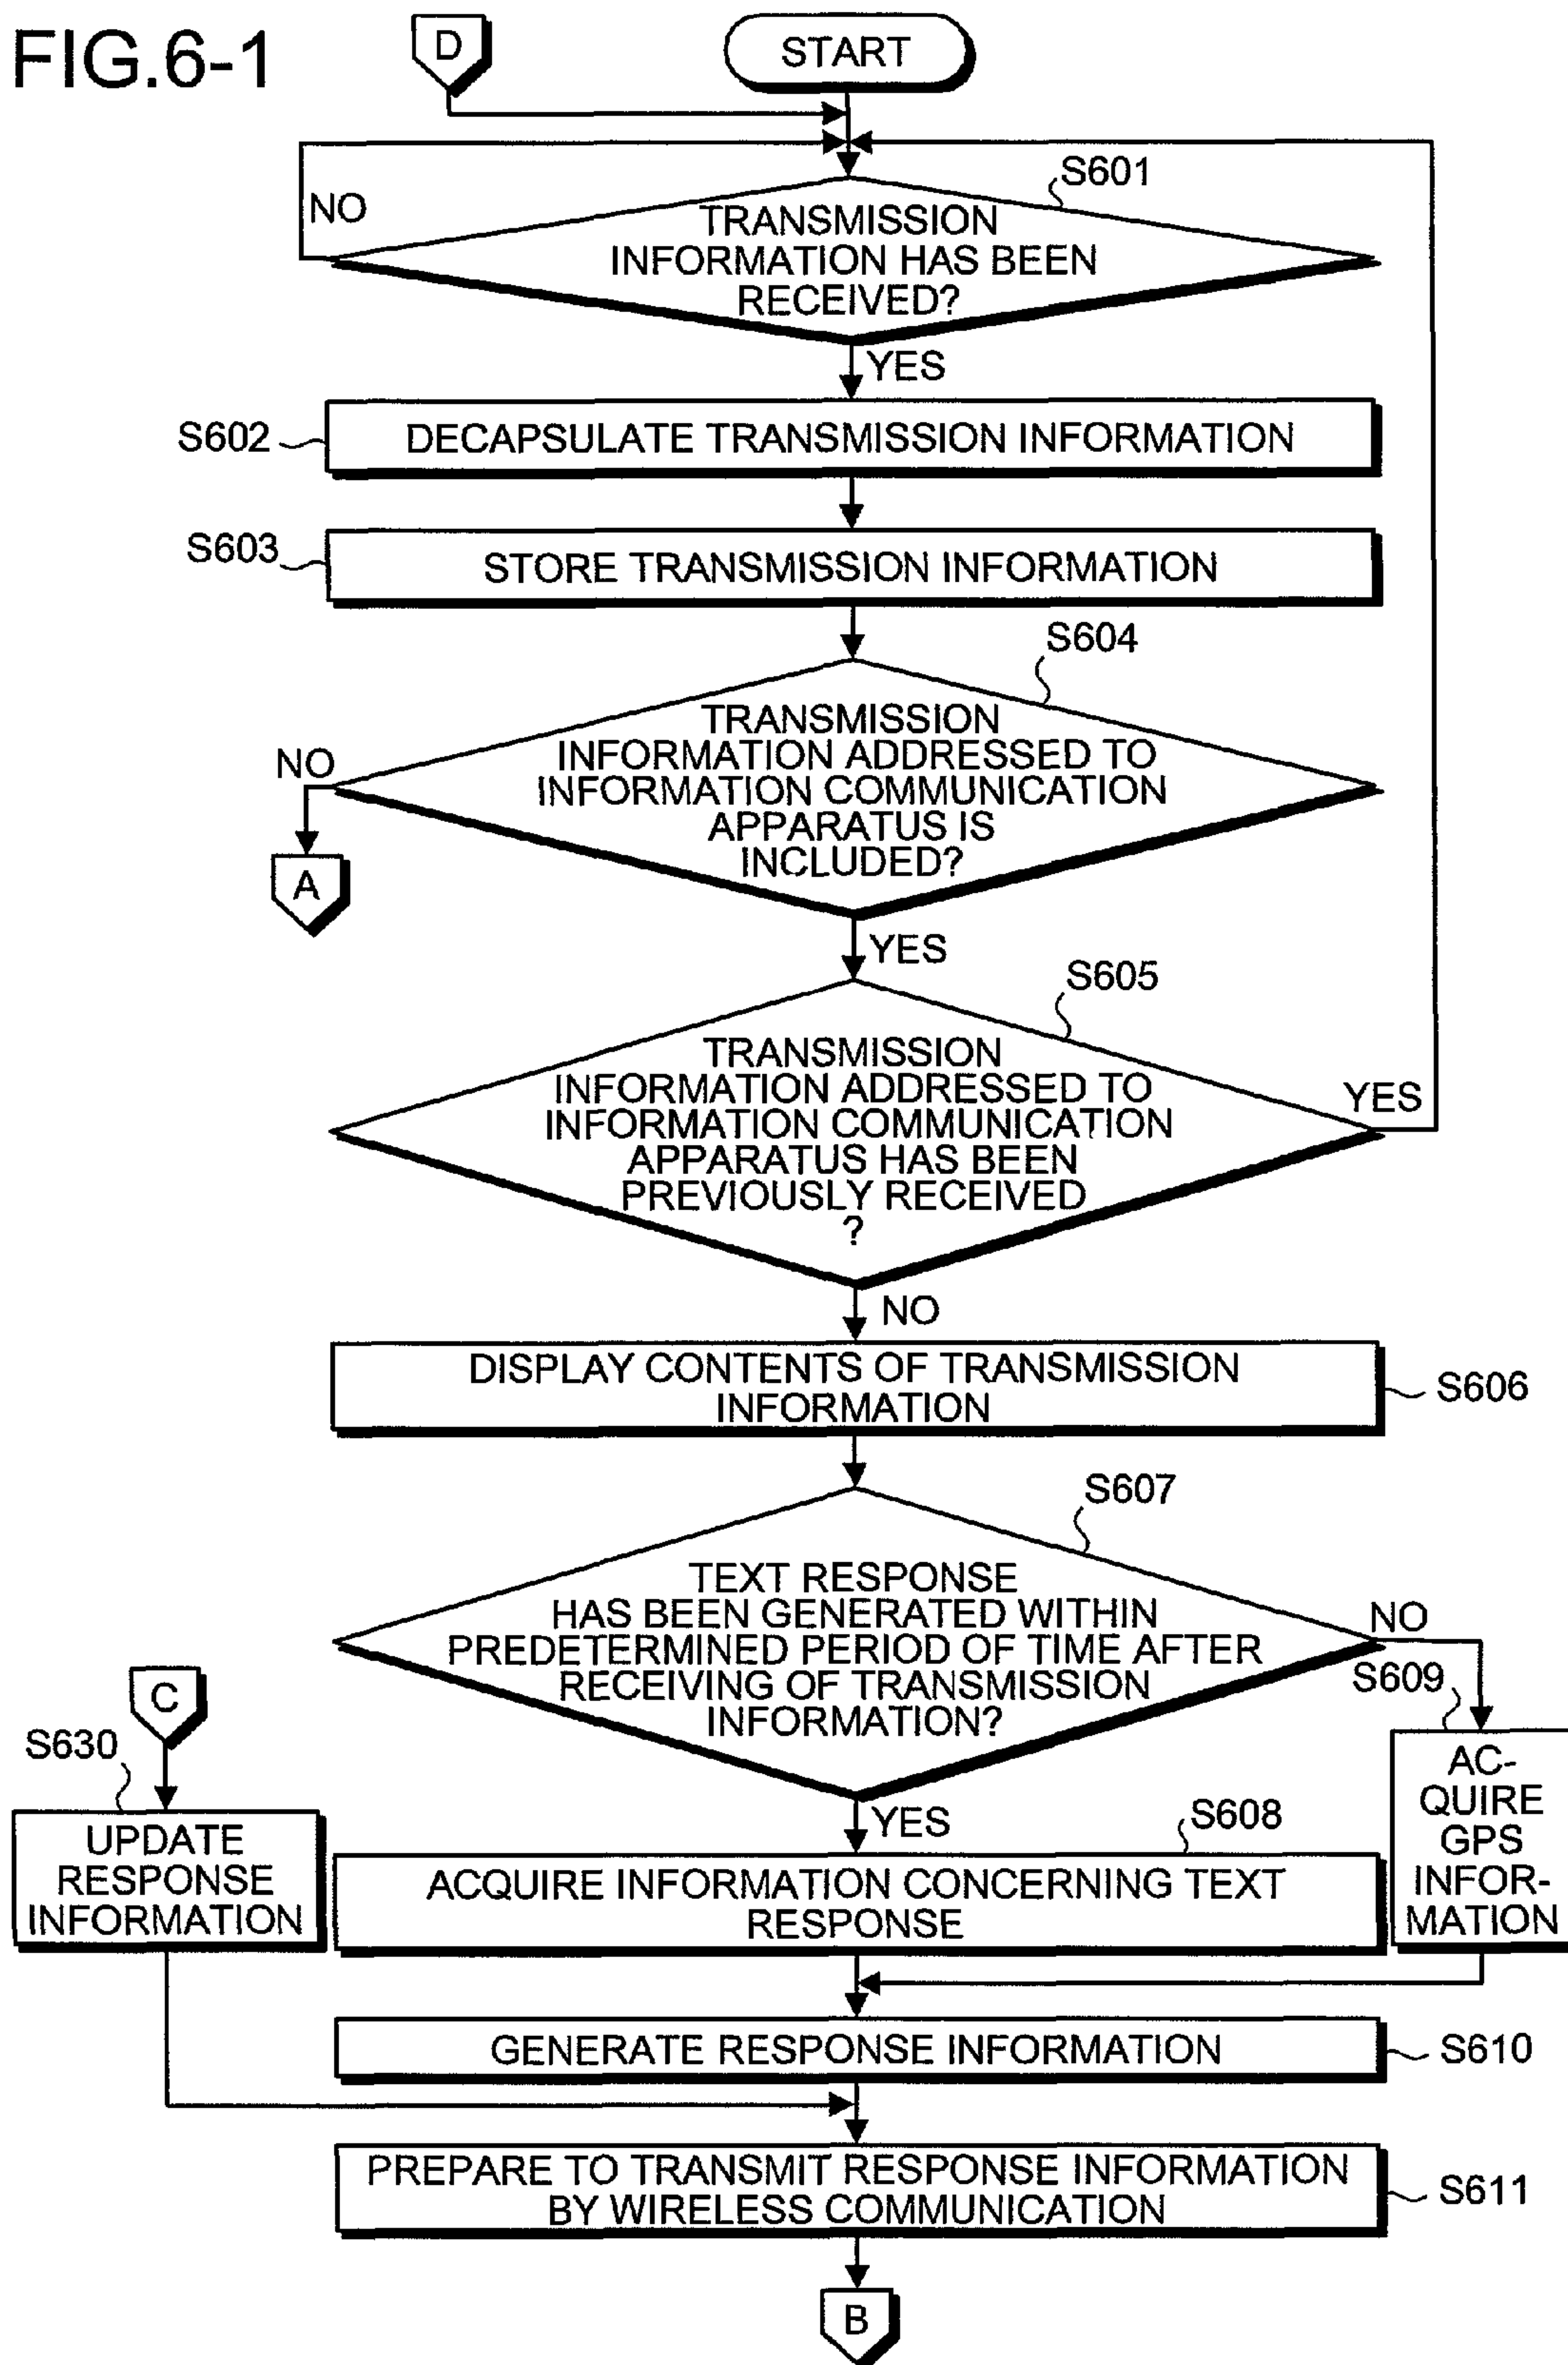 FIG.6-1
D
START
S601
NO
TRANSMISSION
INFORMATION HAS BEEN
RECEIVED?
YES
S602
DECAPSULATE TRANSMISSION INFORMATION
S603
STORE TRANSMISSION INFORMATION
S604
TRANSMISSION
INFORMATION ADDRESSED TO
INFORMATION COMMUNICATION
APPARATUS IS
INCLUDED?
NO
A
YES
S605
TRANSMISSION
INFORMATION ADDRESSED TO
INFORMATION COMMUNICATION
APPARATUS HAS BEEN
PREVIOUSLY RECEIVED
?
YES
NO
DISPLAY CONTENTS OF TRANSMISSION
INFORMATION
S606
S607
TEXT RESPONSE
HAS BEEN GENERATED WITHIN
PREDETERMINED PERIOD OF TIME AFTER
RECEIVING OF TRANSMISSION
INFORMATION?
NO
S609
AC-
QUIRE
GPS
INFOR-
MATION
C
S630
UPDATE
RESPONSE
INFORMATION
YES
S608
ACQUIRE INFORMATION CONCERNING TEXT
RESPONSE
GENERATE RESPONSE INFORMATION
S610
PREPARE TO TRANSMIT RESPONSE INFORMATION
BY WIRELESS COMMUNICATION
S611
B